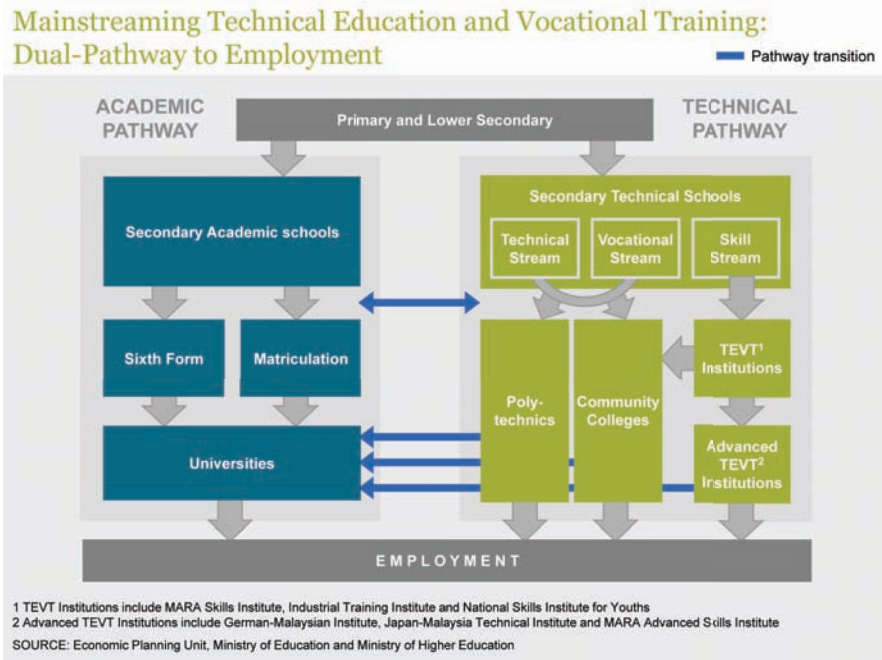 Mainstreaming Technical Education and Vocational Training:
Dual-Pathway to Employment
Pathway transition
ACADEMIC
PATHWAY
Primary and Lower Secondary
TECHNICAL
PATHWAY
Secondary Academic schools
Secondary Technical Schools
Technical
Stream
Vocational
Stream
Skill
Stream
Sixth Form
Matriculation
Poly-
technics
Community
Colleges
TEVT¹
Institutions
Universities
Advanced
TEVT²
Institutions
EMPLOYMENT
1 TEVT Institutions include MARA Skills Institute, Industrial Training Institute and National Skills Institute for Youths
2 Advanced TEVT Institutions include German-Malaysian Institute, Japan-Malaysia Technical Institute and MARA Advanced Skills Institute
SOURCE: Economic Planning Unit, Ministry of Education and Ministry of Higher Education